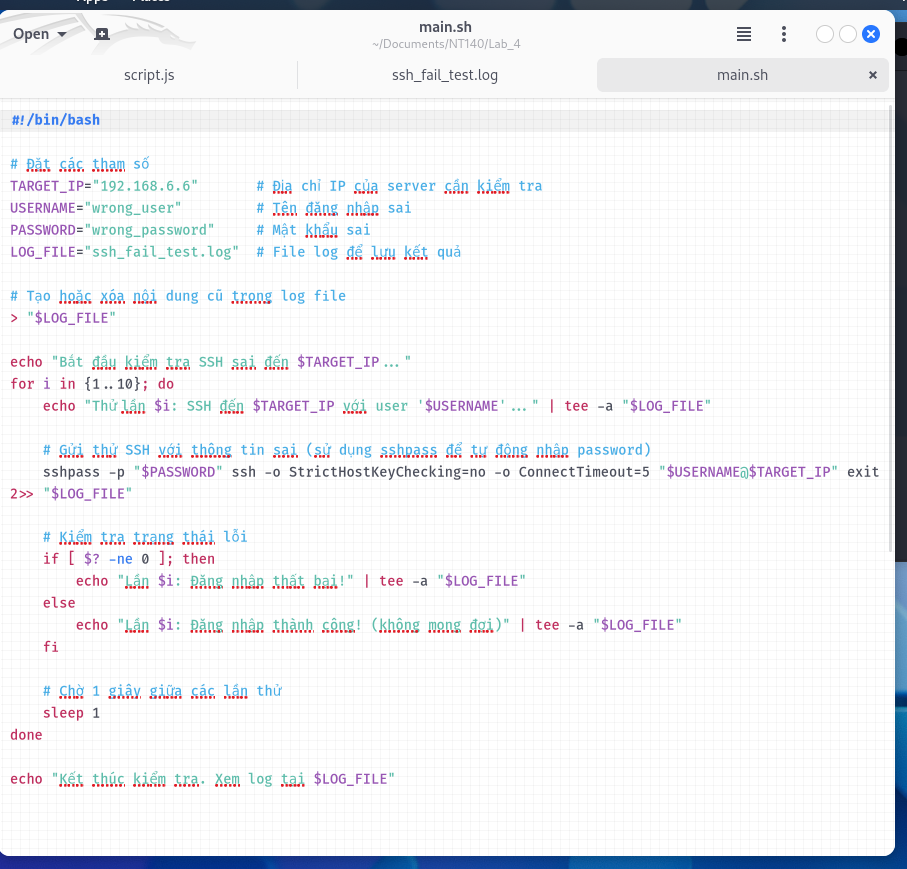 Apps Places
Open
main.sh
~/Documents/NT140/Lab_4
script.js
ssh_fail_test.log
main.sh
#!/bin/bash
# Đặt các tham số
TARGET_IP="192.168.6.6"       # Địa chỉ IP của server cần kiểm tra
USERNAME="wrong_user"         # Tên đăng nhập sai
PASSWORD="wrong_password"     # Mật khẩu sai
LOG_FILE="ssh_fail_test.log"  # File log để lưu kết quả
# Tạo hoặc xóa nội dung cũ trong log file
> "$LOG_FILE"
echo "Bắt đầu kiểm tra SSH sai đến $TARGET_IP..."
for i in {1..10}; do
    echo "Thử lần $i: SSH đến $TARGET_IP với user '$USERNAME'..." | tee -a "$LOG_FILE"
    # Gửi thử SSH với thông tin sai (sử dụng sshpass để tự động nhập password)
    sshpass -p "$PASSWORD" ssh -o StrictHostKeyChecking=no -o ConnectTimeout=5 "$USERNAME@$TARGET_IP" exit
2>> "$LOG_FILE"
    # Kiểm tra trạng thái lỗi
    if [ $? -ne 0 ]; then
        echo "Lần $i: Đăng nhập thất bại!" | tee -a "$LOG_FILE"
    else
        echo "Lần $i: Đăng nhập thành công! (không mong đợi)" | tee -a "$LOG_FILE"
    fi
    # Chờ 1 giây giữa các lần thử
    sleep 1
done
echo "Kết thúc kiểm tra. Xem log tại $LOG_FILE"